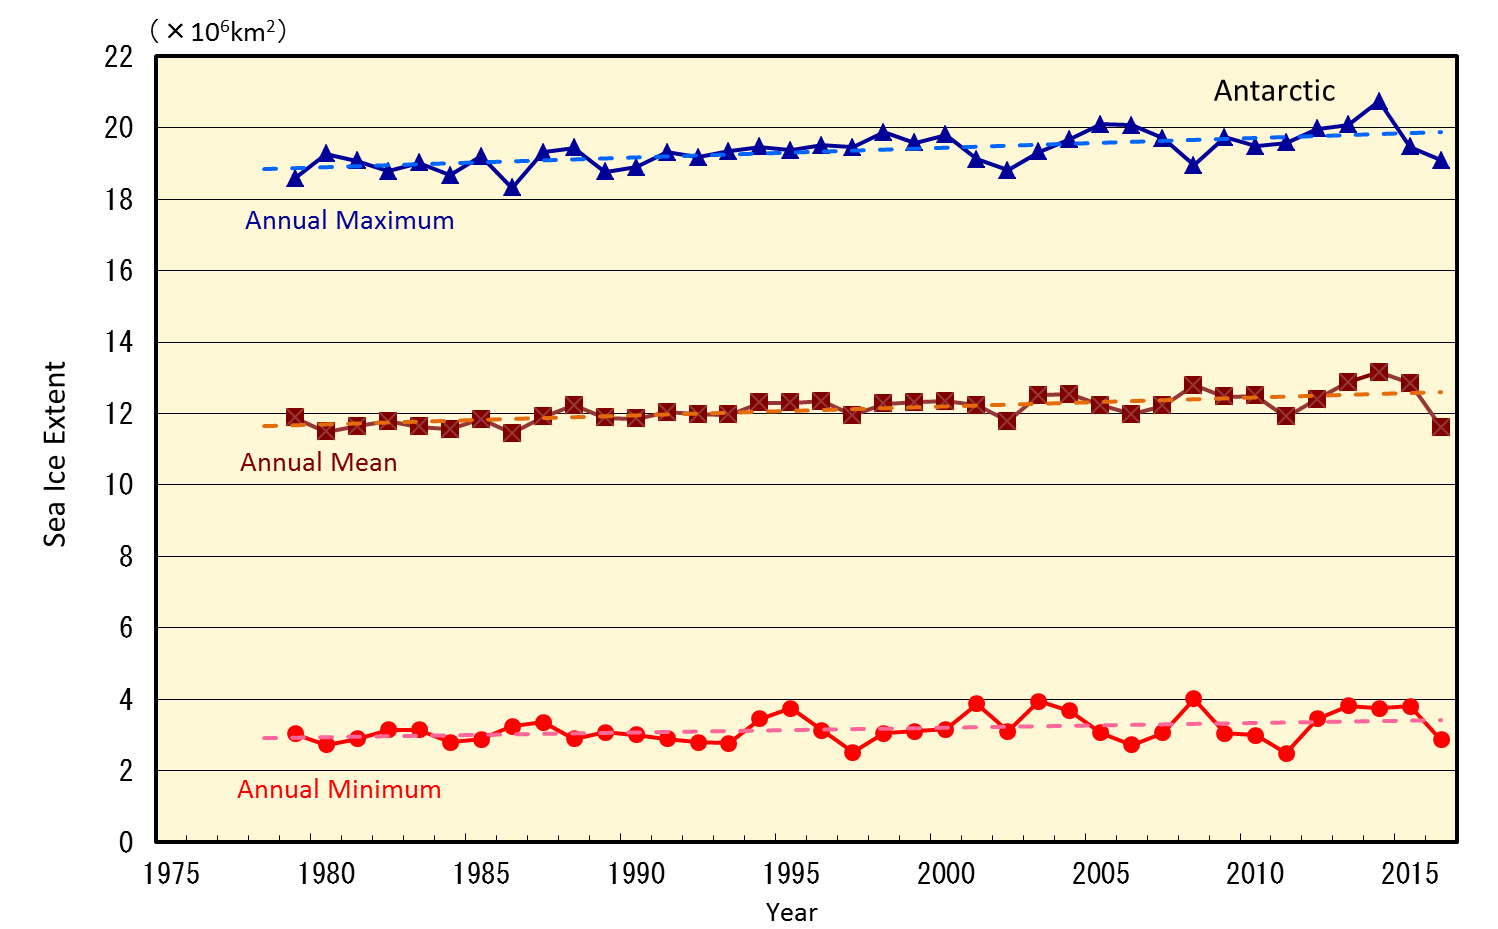 (×10⁶km²)
22
Antarctic
20
18
Annual Maximum
16
14
12
Annual Mean
10
8
6
4
2
Annual Minimum
0
Sea Ice Extent
1975 1980 1985 1990 1995 2000 2005 2010 2015
Year